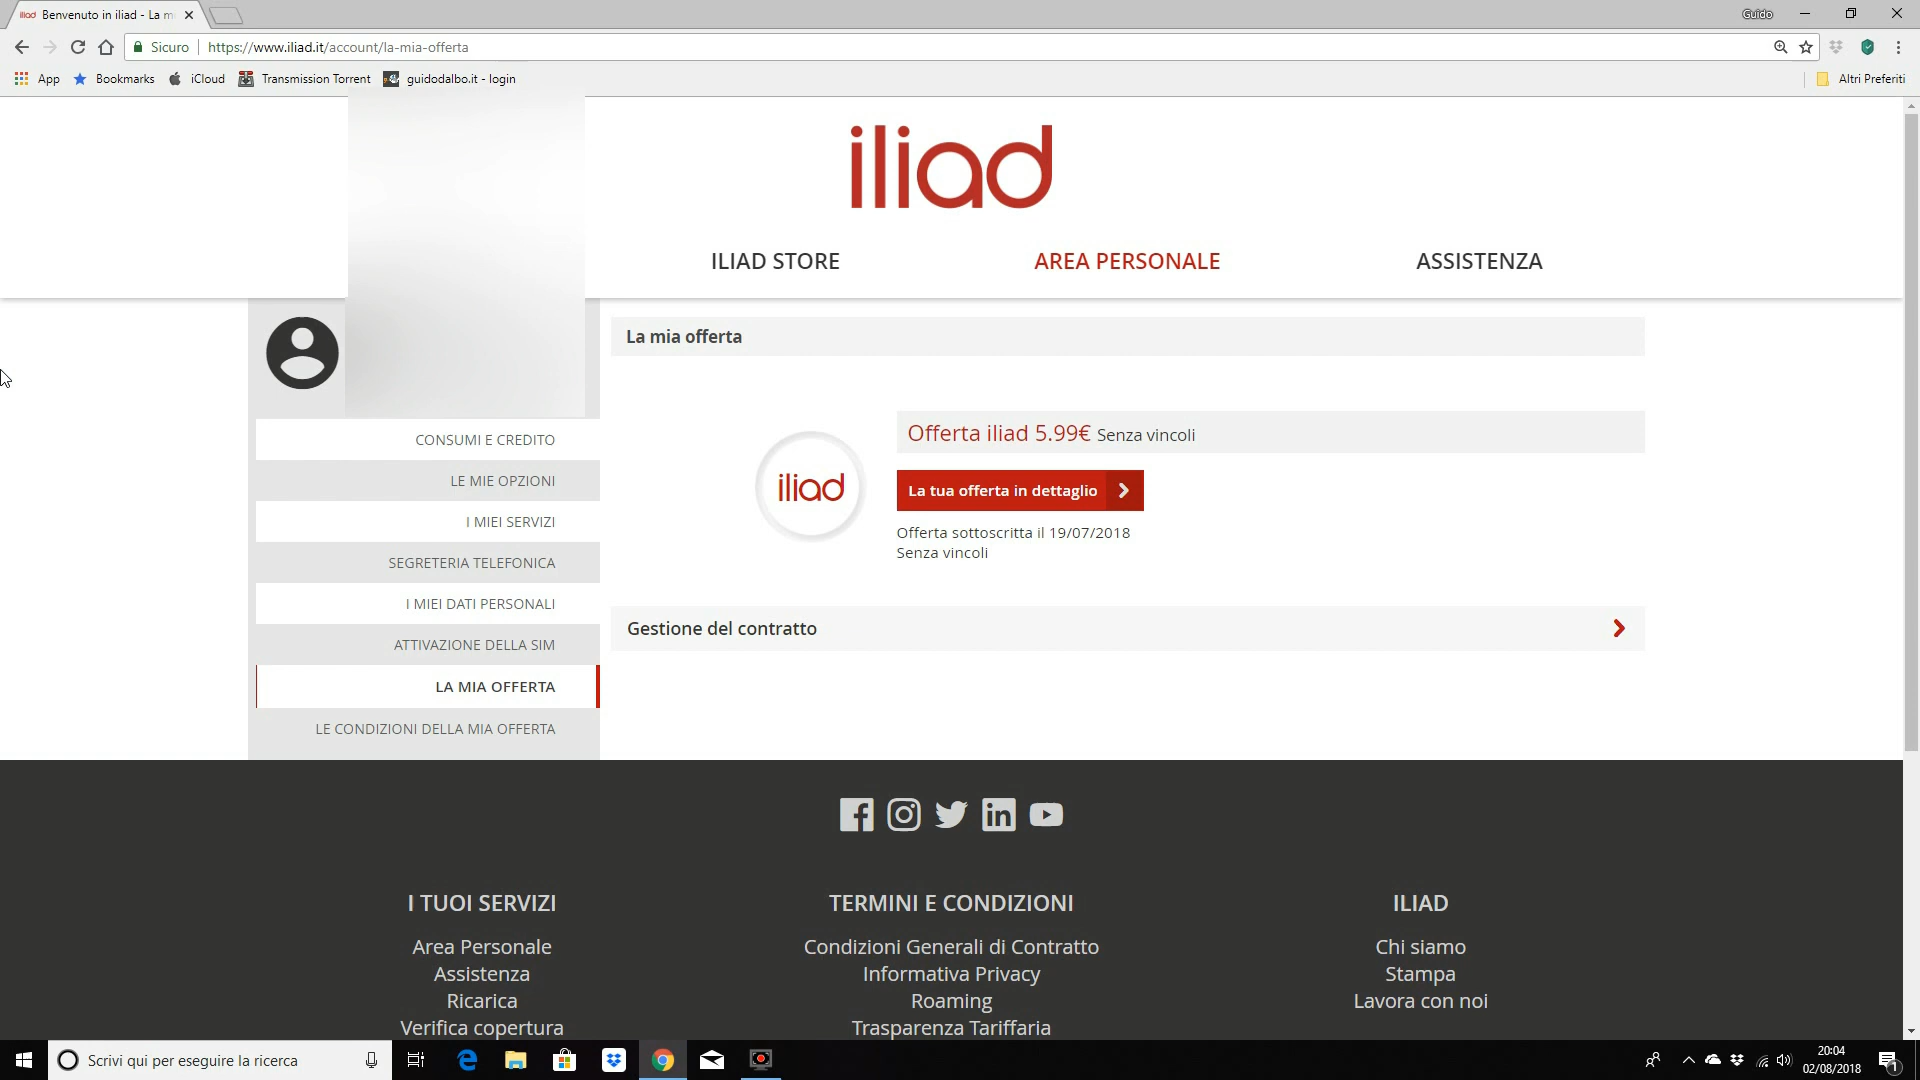 iliad Benvenuto in iliad - La m
Guido
Sicuro https://www.iliad.it/account/la-mia-offerta
App Bookmarks iCloud Transmission Torrent guidodalbo.it - login Altri Preferiti
iliad
ILIAD STORE AREA PERSONALE ASSISTENZA
CONSUMI E CREDITO
LE MIE OPZIONI
I MIEI SERVIZI
SEGRETERIA TELEFONICA
I MIEI DATI PERSONALI
ATTIVAZIONE DELLA SIM
LA MIA OFFERTA
LE CONDIZIONI DELLA MIA OFFERTA
La mia offerta
iliad
Offerta iliad 5.99€ Senza vincoli
La tua offerta in dettaglio
Offerta sottoscritta il 19/07/2018
Senza vincoli
Gestione del contratto
I TUOI SERVIZI
Area Personale
Assistenza
Ricarica
Verifica copertura
TERMINI E CONDIZIONI
Condizioni Generali di Contratto
Informativa Privacy
Roaming
Trasparenza Tariffaria
ILIAD
Chi siamo
Stampa
Lavora con noi
Scrivi qui per eseguire la ricerca
20:04
02/08/2018
1